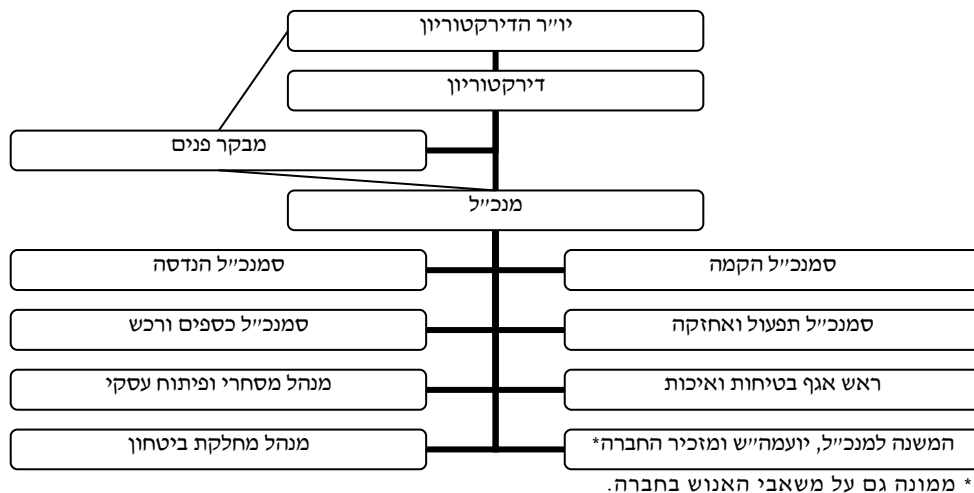 יו״ר הדירקטוריון
דירקטוריון
מבקר פנים
מנכ״ל
סמנכ״ל הקמה
סמנכ״ל הנדסה
סמנכ״ל תפעול ואחזקה
סמנכ״ל כספים ורכש
ראש אגף בטיחות ואיכות
מנהל מסחרי ופיתוח עסקי
המשנה למנכ״ל, יועמה״ש ומזכיר החברה*
מנהל מחלקת ביטחון
* ממונה גם על משאבי האנוש בחברה.